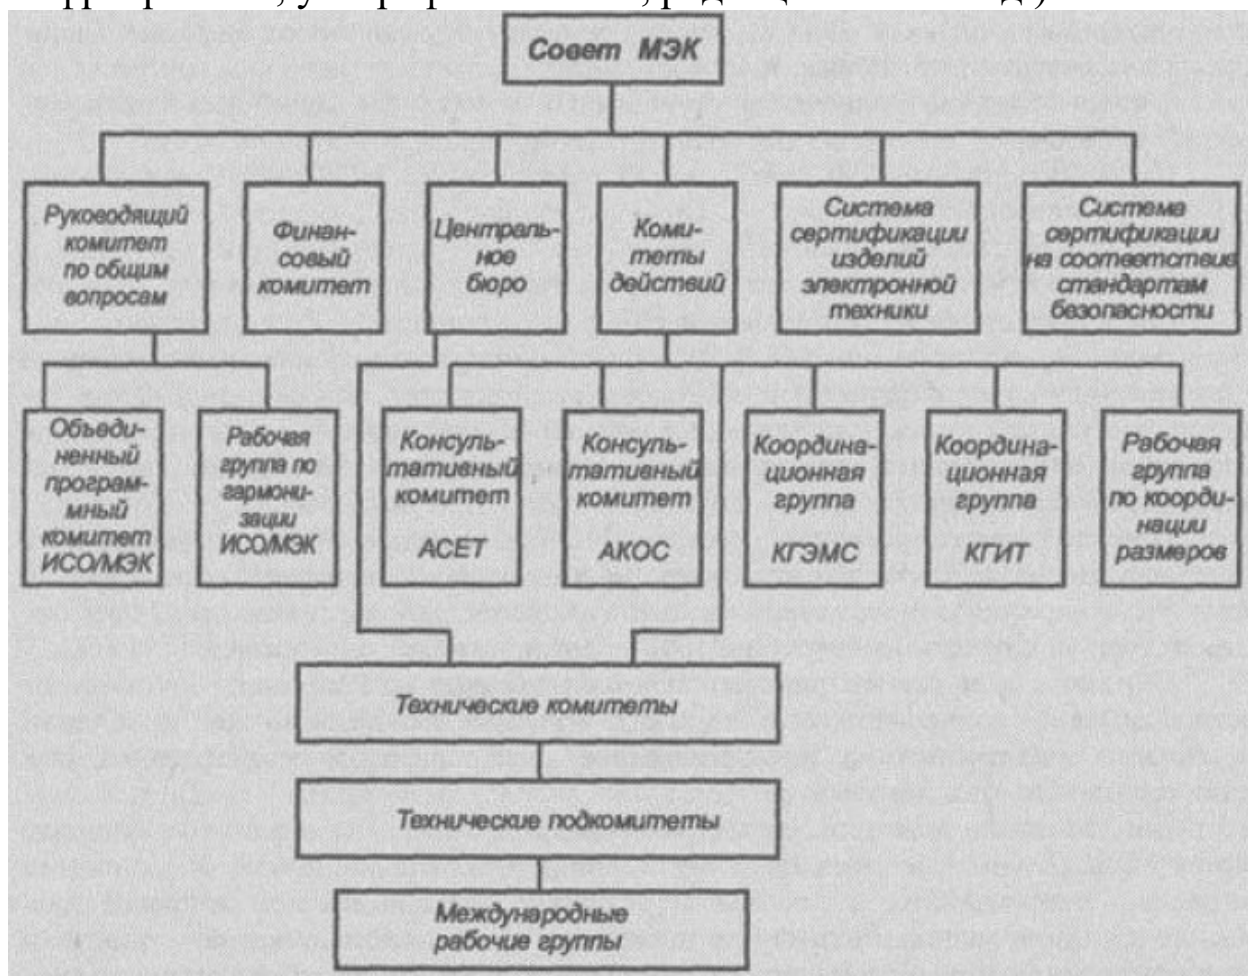 Совет МЭК
Руководящий
комитет
по общим
вопросам
Финан-
совый
комитет
Централь-
ное
бюро
Коми-
теты
действий
Система
сертификации
изделий
электронной
техники
Система
сертификации
на соответствие
стандартам
безопасности
Объеди-
ненный
програм-
мный
комитет
ИСО/МЭК
Рабочая
группа по
гармони-
зации
ИСО/МЭК
Консуль-
тативный
комитет
АСЕТ
Консуль-
тативный
комитет
АКОС
Координа-
ционная
группа
КГЭМС
Координа-
ционная
группа
КГИТ
Рабочая
группа
по коорди-
нации
размеров
Технические комитеты
Технические подкомитеты
Международные
рабочие группы